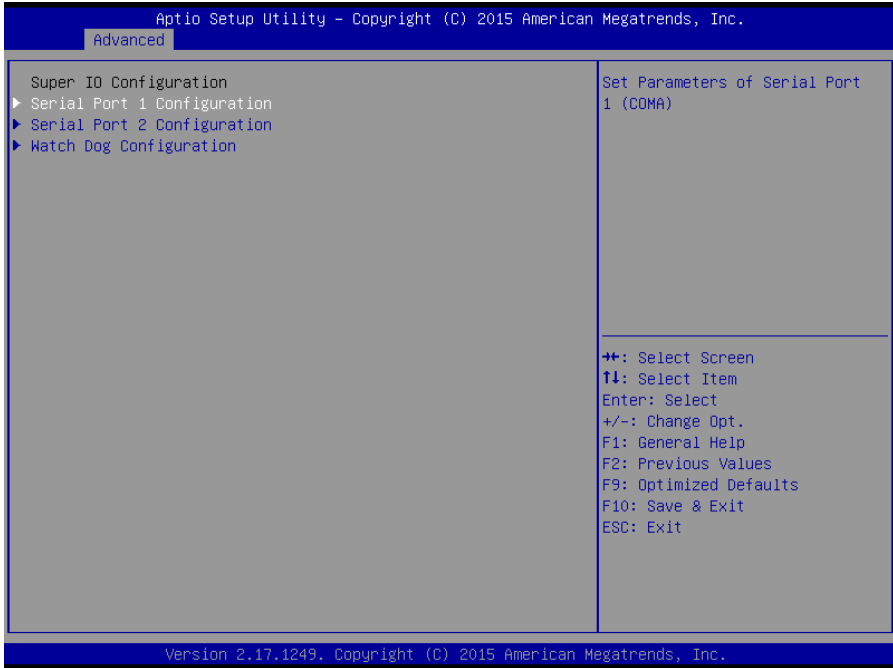 Aptio Setup Utility – Copyright (C) 2015 American Megatrends, Inc.
Advanced
Super IO Configuration
▶ Serial Port 1 Configuration
▶ Serial Port 2 Configuration
▶ Watch Dog Configuration
Set Parameters of Serial Port
1 (COMA)
→←: Select Screen
↑↓: Select Item
Enter: Select
+/-: Change Opt.
F1: General Help
F2: Previous Values
F9: Optimized Defaults
F10: Save & Exit
ESC: Exit
Version 2.17.1249. Copyright (C) 2015 American Megatrends, Inc.